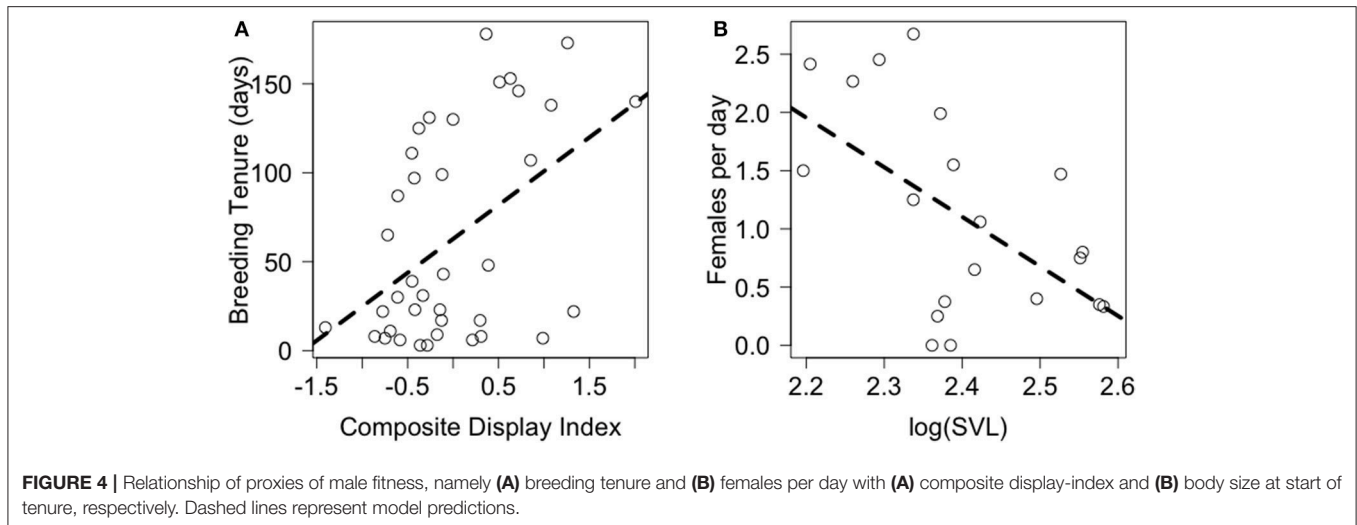 A
Breeding Tenure (days)
150
100
50
0
-1.5
-0.5
0.5
1.5
Composite Display Index
B
Females per day
2.5
2.0
1.5
1.0
0.5
0.0
2.2
2.3
2.4
2.5
2.6
log(SVL)
FIGURE 4 | Relationship of proxies of male fitness, namely (A) breeding tenure and (B) females per day with (A) composite display-index and (B) body size at start of
tenure, respectively. Dashed lines represent model predictions.